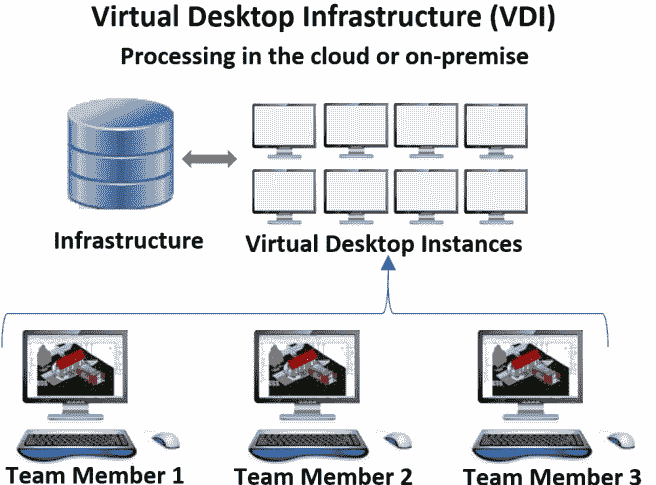 Virtual Desktop Infrastructure (VDI)
Processing in the cloud or on-premise
Infrastructure
Virtual Desktop Instances
Team Member 1
Team Member 2
Team Member 3